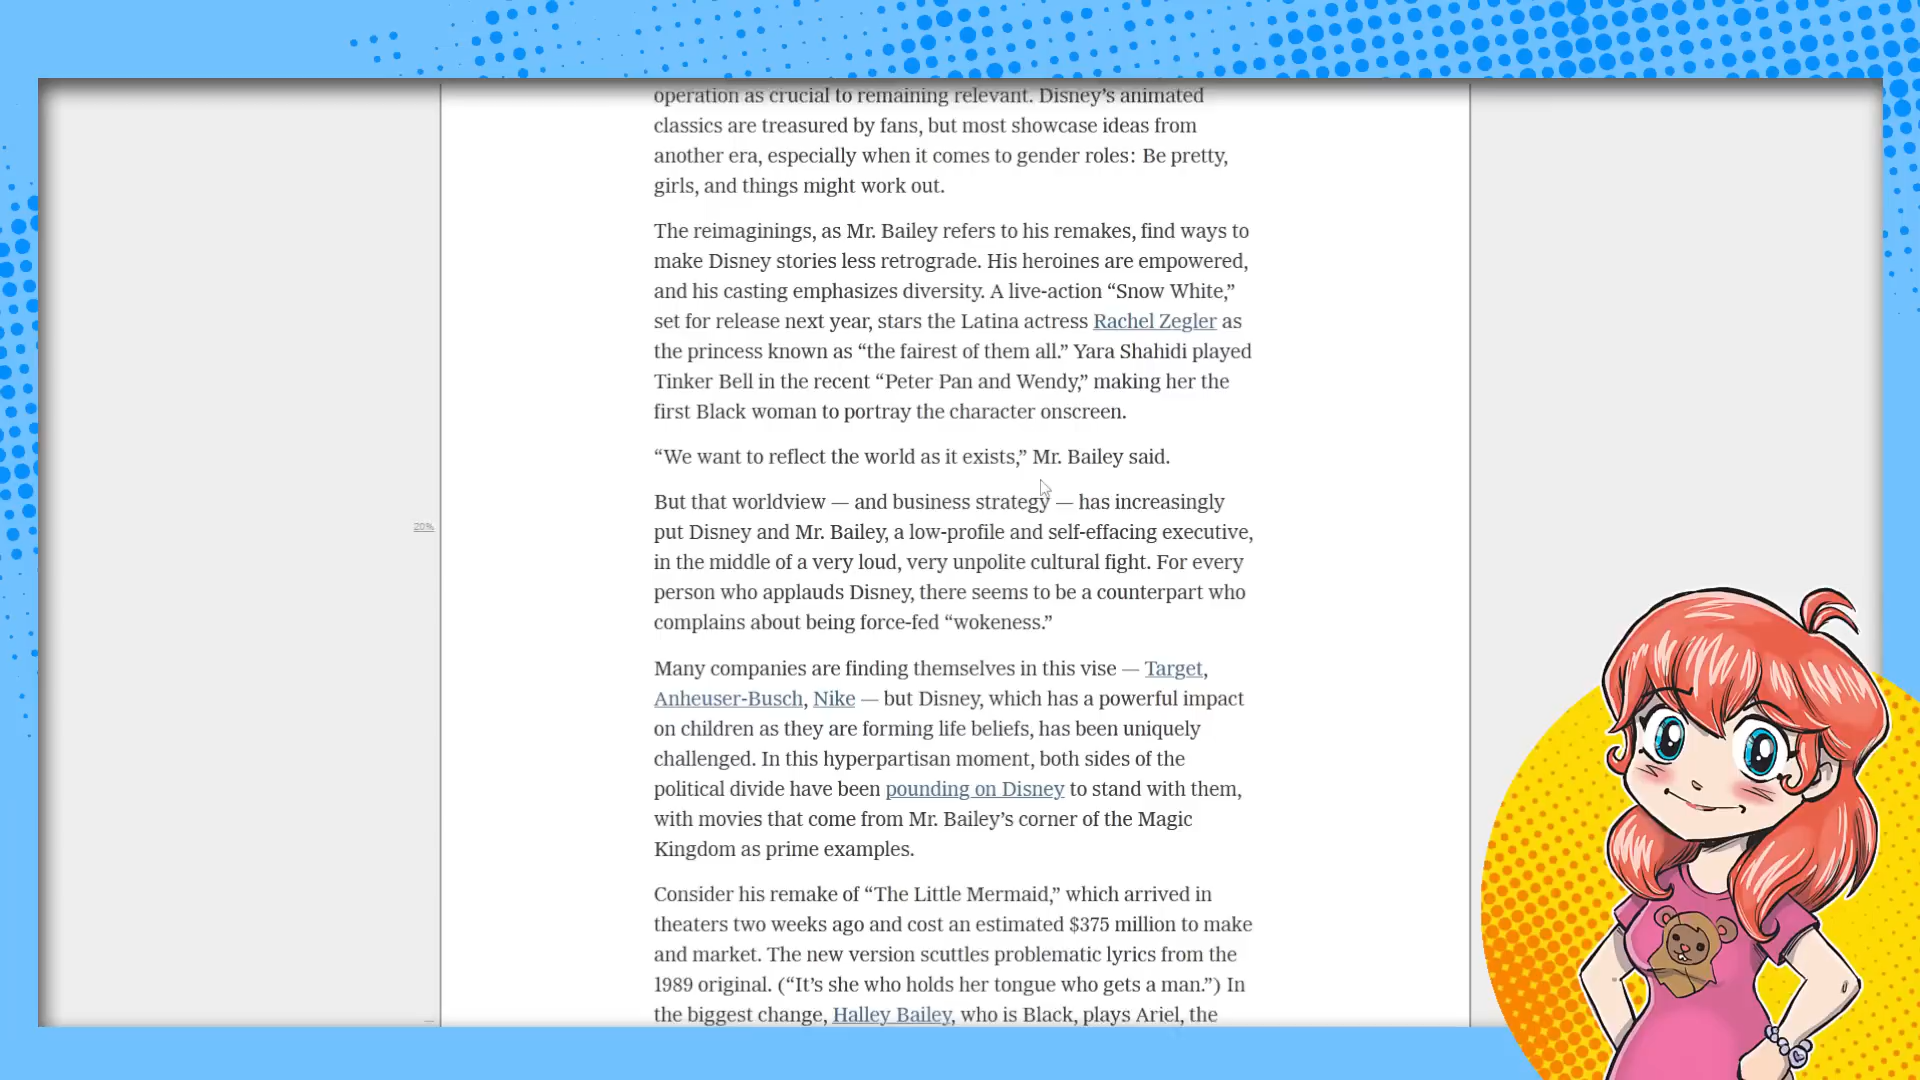 operation as crucial to remaining relevant. Disney’s animated
classics are treasured by fans, but most showcase ideas from
another era, especially when it comes to gender roles: Be pretty,
girls, and things might work out.
The reimaginings, as Mr. Bailey refers to his remakes, find ways to
make Disney stories less retrograde. His heroines are empowered,
and his casting emphasizes diversity. A live-action “Snow White,”
set for release next year, stars the Latina actress Rachel Zegler as
the princess known as “the fairest of them all.” Yara Shahidi played
Tinker Bell in the recent “Peter Pan and Wendy,” making her the
first Black woman to portray the character onscreen.
“We want to reflect the world as it exists,” Mr. Bailey said.
But that worldview — and business strategy — has increasingly
put Disney and Mr. Bailey, a low-profile and self-effacing executive,
in the middle of a very loud, very unpolite cultural fight. For every
person who applauds Disney, there seems to be a counterpart who
complains about being force-fed “wokeness.”
20%
Many companies are finding themselves in this vise — Target,
Anheuser-Busch, Nike — but Disney, which has a powerful impact
on children as they are forming life beliefs, has been uniquely
challenged. In this hyperpartisan moment, both sides of the
political divide have been pounding on Disney to stand with them,
with movies that come from Mr. Bailey’s corner of the Magic
Kingdom as prime examples.
Consider his remake of “The Little Mermaid,” which arrived in
theaters two weeks ago and cost an estimated $375 million to make
and market. The new version scuttles problematic lyrics from the
1989 original. (“It’s she who holds her tongue who gets a man.”) In
the biggest change, Halley Bailey, who is Black, plays Ariel, the